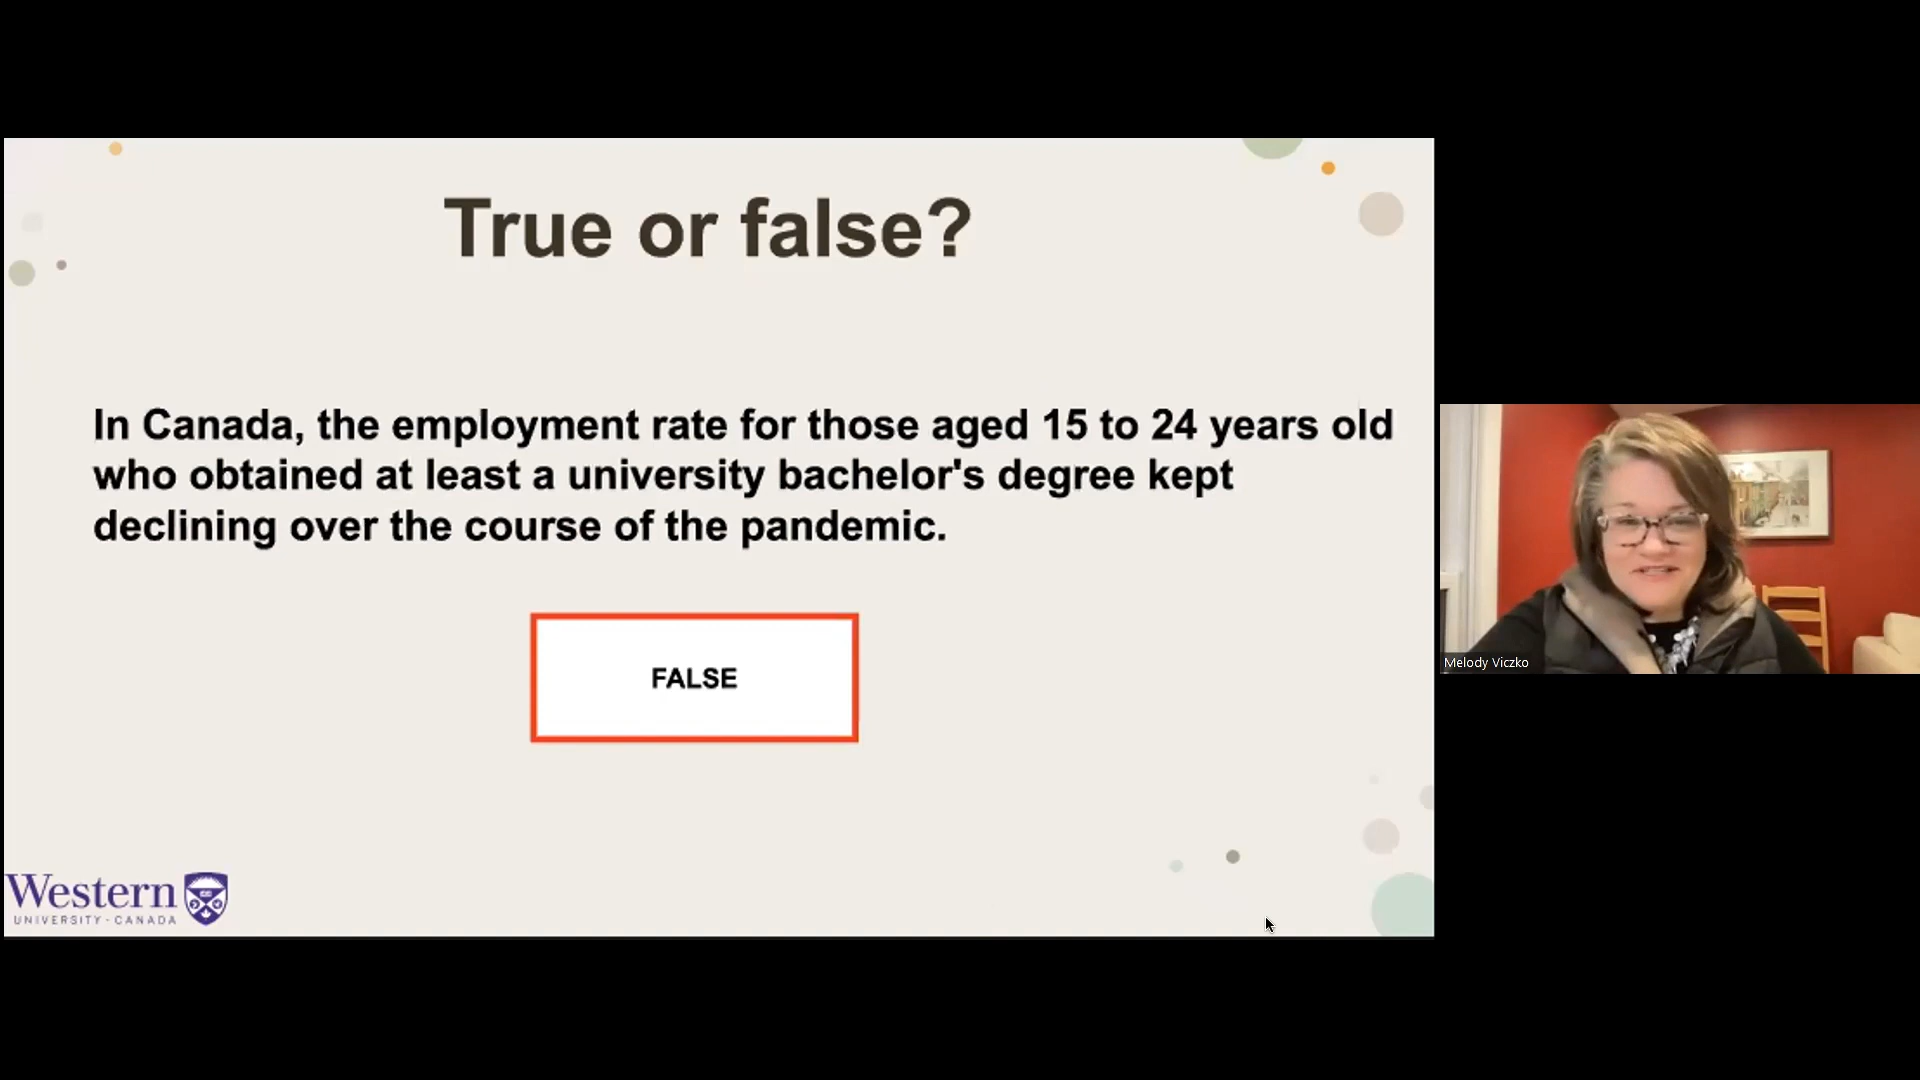 True or false?
In Canada, the employment rate for those aged 15 to 24 years old
who obtained at least a university bachelor's degree kept
declining over the course of the pandemic.
FALSE
Western
UNIVERSITY · CANADA
Melody Viczko